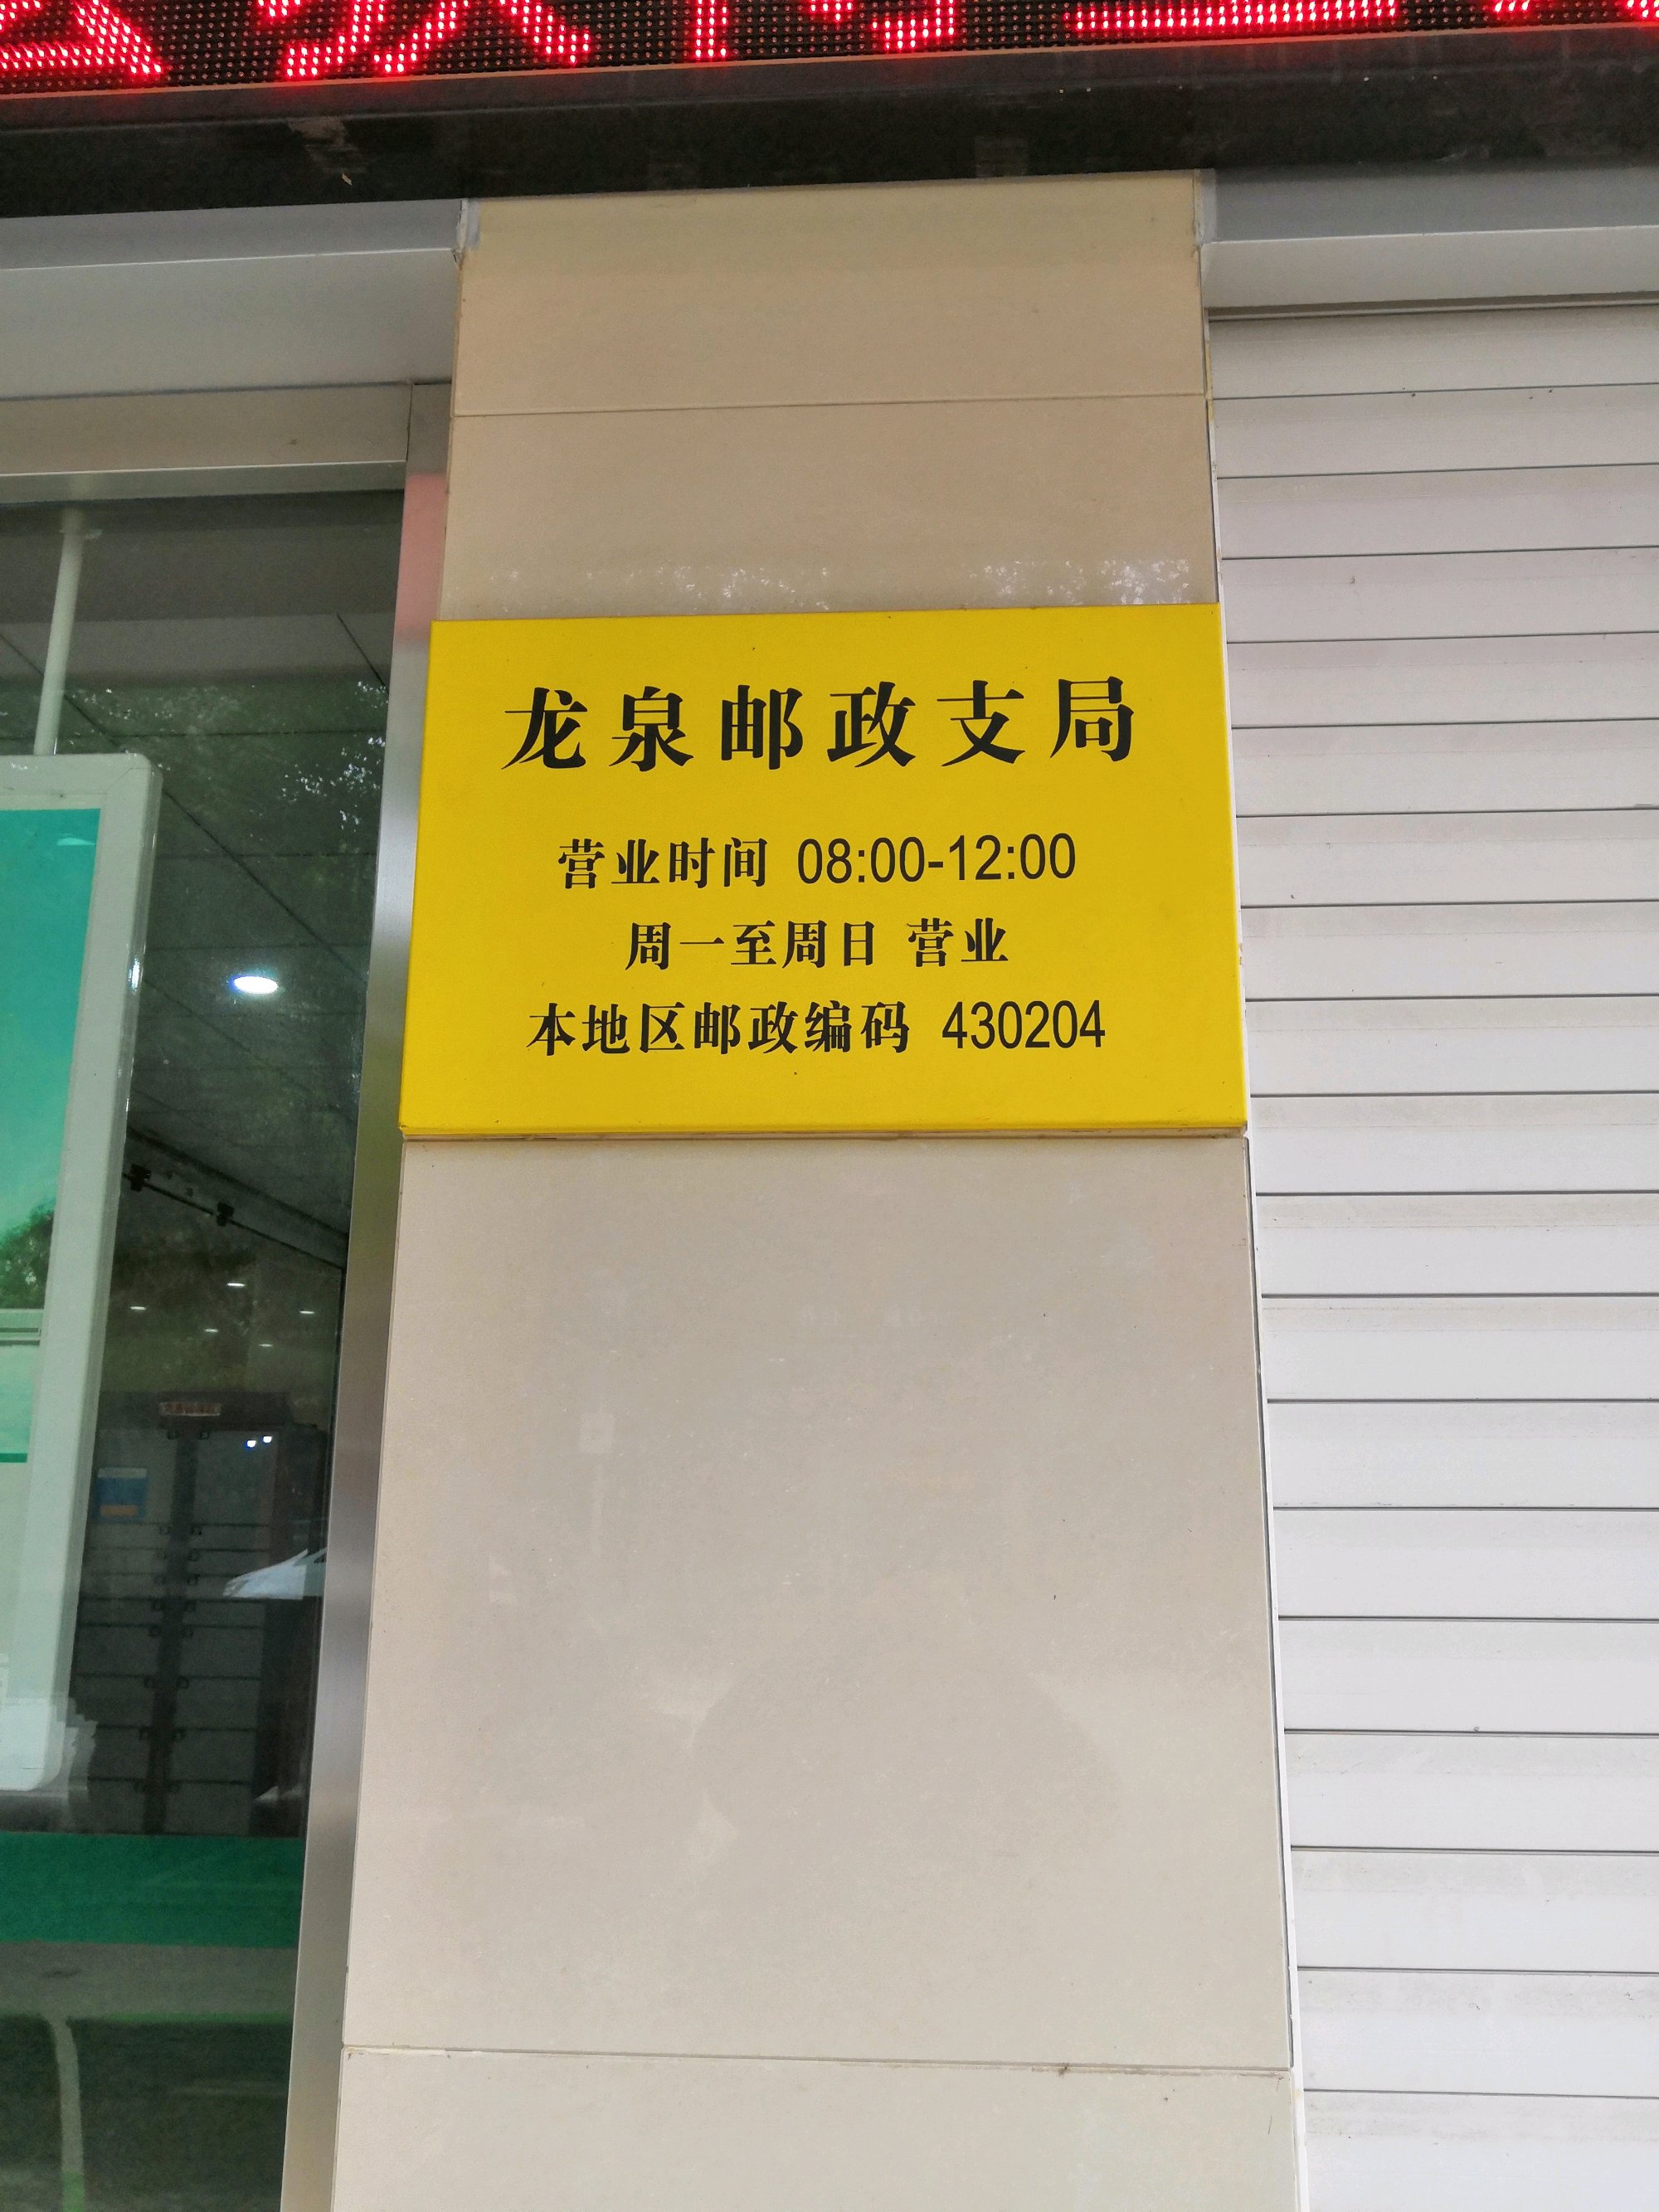 龙泉邮政支局
营业时间 08:00-12:00
周一至周日 营业
本地区邮政编码 430204